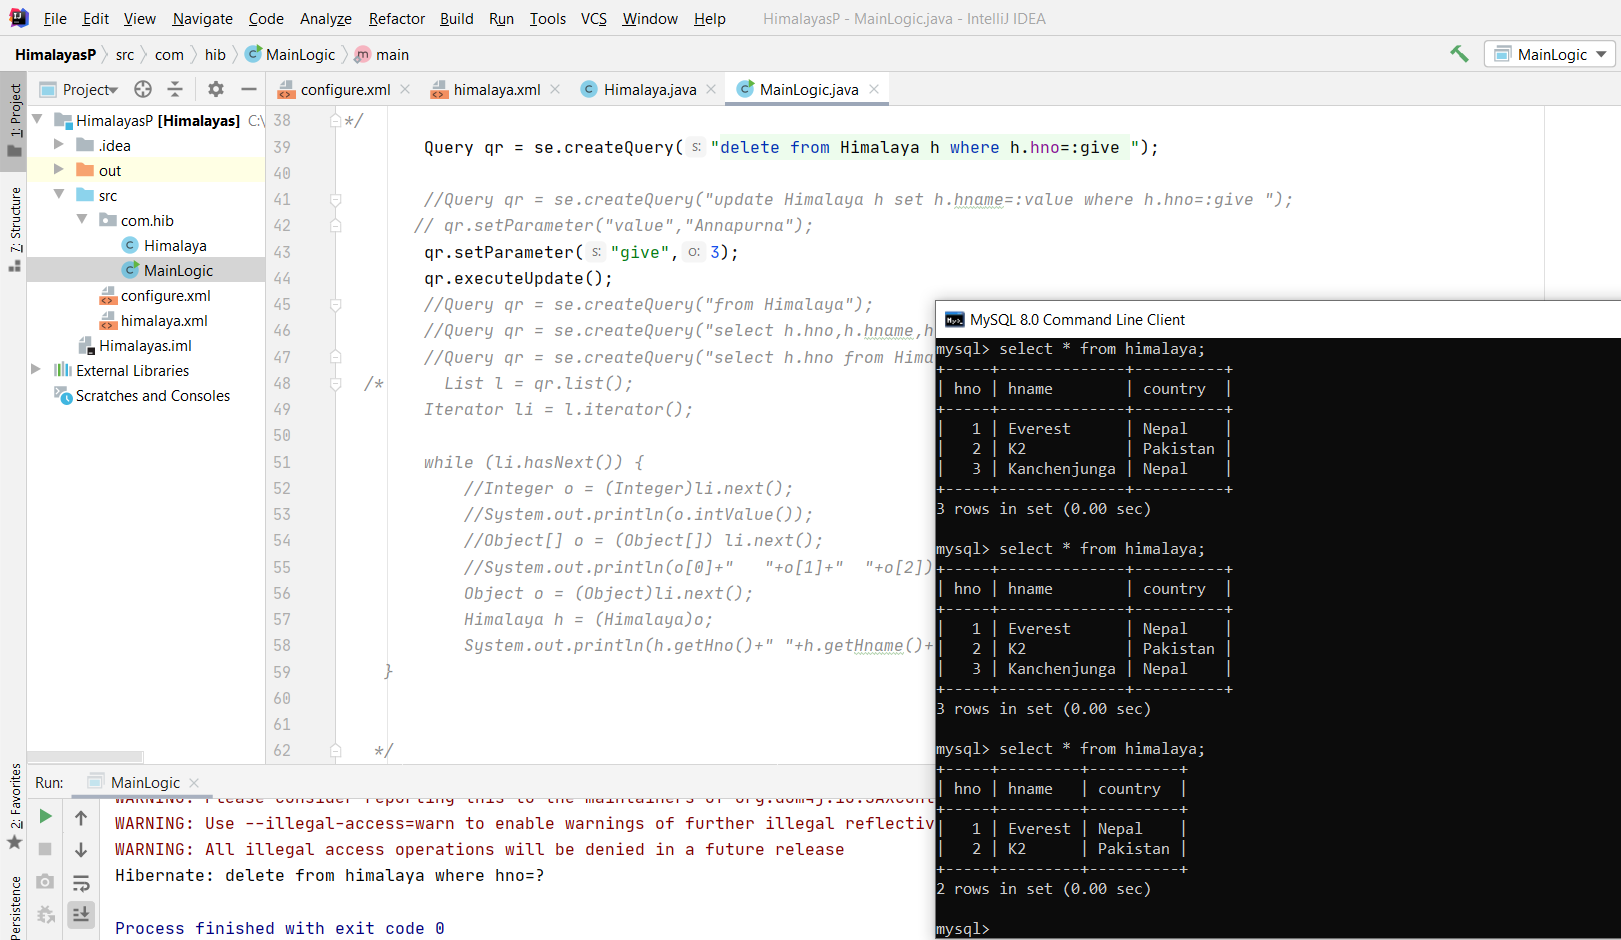 File Edit View Navigate Code Analyze Refactor Build Run Tools VCS Window Help HimalayasP - MainLogic.java - IntelliJ IDEA
HimalayasP src com hib MainLogic main MainLogic
Project configure.xml himalaya.xml Himalaya.java MainLogic.java
1: Project
7: Structure
2: Favorites
Persistence
HimalayasP [Himalayas] C:\
.idea
out
src
com.hib
Himalaya
MainLogic
configure.xml
himalaya.xml
Himalayas.iml
External Libraries
Scratches and Consoles
38 */
39 Query qr = se.createQuery( s: "delete from Himalaya h where h.hno=:give ");
40
41 //Query qr = se.createQuery("update Himalaya h set h.hname=:value where h.hno=:give ");
42 // qr.setParameter("value","Annapurna");
43 qr.setParameter( s: "give", o: 3);
44 qr.executeUpdate();
45 //Query qr = se.createQuery("from Himalaya");
46 //Query qr = se.createQuery("select h.hno,h.hname,h
47 //Query qr = se.createQuery("select h.hno from Hima
48 /* List l = qr.list();
49 Iterator li = l.iterator();
50
51 while (li.hasNext()) {
52 //Integer o = (Integer)li.next();
53 //System.out.println(o.intValue());
54 //Object[] o = (Object[]) li.next();
55 //System.out.println(o[0]+"   "+o[1]+"  "+o[2])
56 Object o = (Object)li.next();
57 Himalaya h = (Himalaya)o;
58 System.out.println(h.getHno()+" "+h.getHname()+
59 }
60
61
62 */
MySQL 8.0 Command Line Client
mysql> select * from himalaya;
+-----+--------------+----------+
| hno | hname        | country  |
+-----+--------------+----------+
|   1 | Everest      | Nepal    |
|   2 | K2           | Pakistan |
|   3 | Kanchenjunga | Nepal    |
+-----+--------------+----------+
3 rows in set (0.00 sec)
mysql> select * from himalaya;
+-----+--------------+----------+
| hno | hname        | country  |
+-----+--------------+----------+
|   1 | Everest      | Nepal    |
|   2 | K2           | Pakistan |
|   3 | Kanchenjunga | Nepal    |
+-----+--------------+----------+
3 rows in set (0.00 sec)
mysql> select * from himalaya;
+-----+---------+----------+
| hno | hname   | country  |
+-----+---------+----------+
|   1 | Everest | Nepal    |
|   2 | K2      | Pakistan |
+-----+---------+----------+
2 rows in set (0.00 sec)
mysql>
Run: MainLogic
WARNING: Please consider reporting this to the maintainers of org.dom4j.io.SAXCont
WARNING: Use --illegal-access=warn to enable warnings of further illegal reflectiv
WARNING: All illegal access operations will be denied in a future release
Hibernate: delete from himalaya where hno=?
Process finished with exit code 0